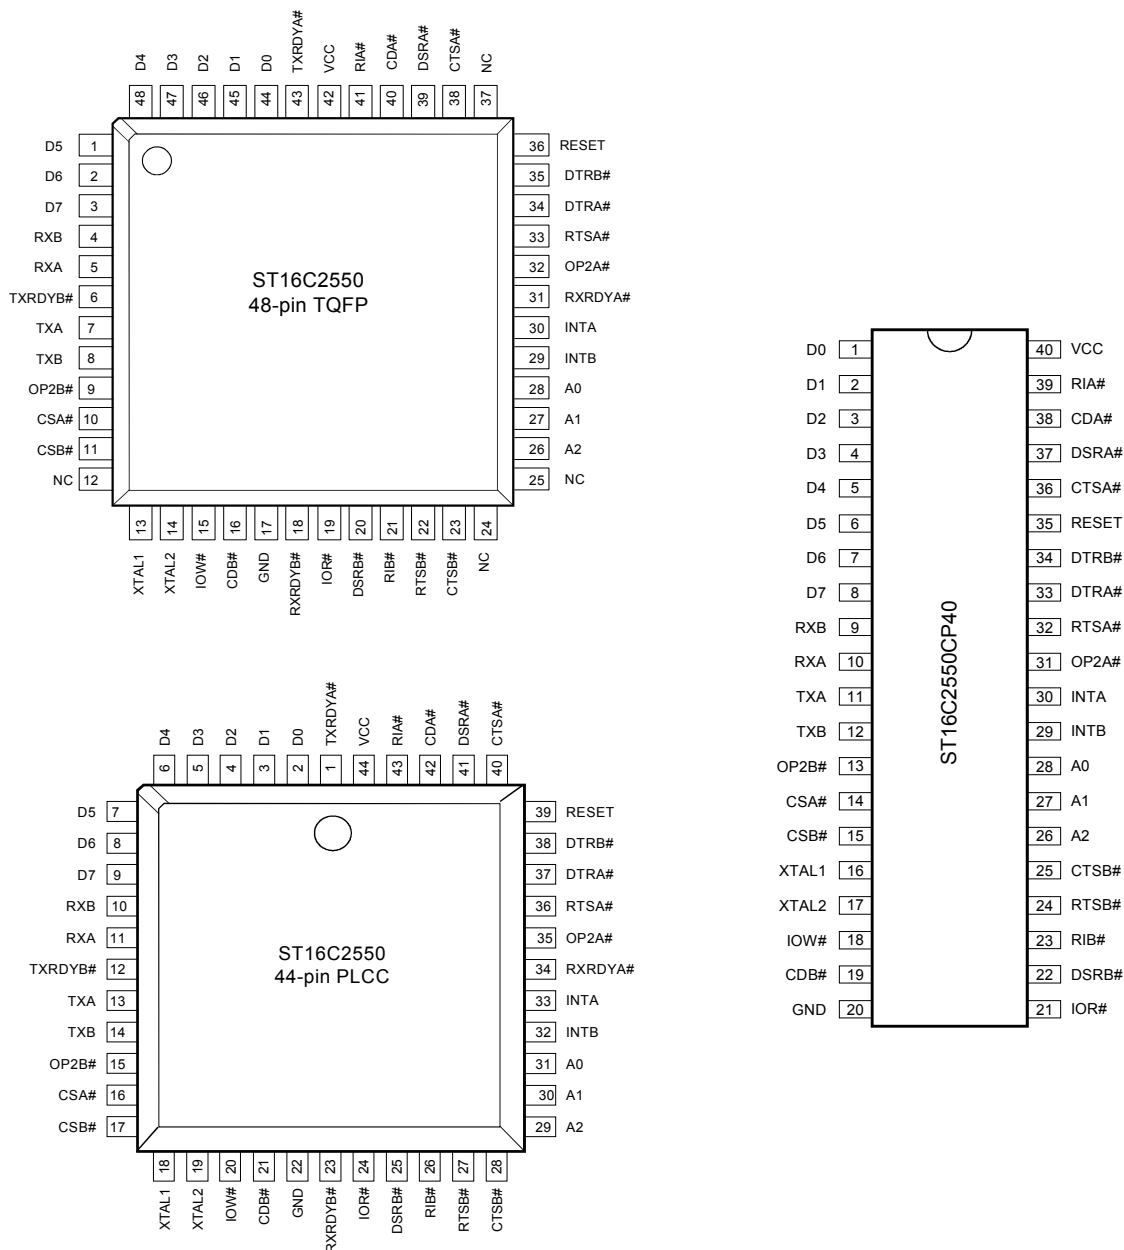 D4 D3 D2 D1 D0 TXRDYA# VCC RIA# CDA# DSRA# CTSA# NC
48 47 46 45 44 43 42 41 40 39 38 37
D5 1 36 RESET
D6 2 35 DTRB#
D7 3 34 DTRA#
RXB 4 33 RTSA#
RXA 5 32 OP2A#
TXRDYB# 6 31 RXRDYA#
TXA 7 30 INTA
TXB 8 29 INTB
OP2B# 9 28 A0
CSA# 10 27 A1
CSB# 11 26 A2
NC 12 25 NC
ST16C2550
48-pin TQFP
13 14 15 16 17 18 19 20 21 22 23 24
XTAL1 XTAL2 IOW# CDB# GND RXRDYB# IOR# DSRB# RIB# RTSB# CTSB# NC
D4 D3 D2 D1 D0 TXRDYA# VCC RIA# CDA# DSRA# CTSA#
6 5 4 3 2 1 44 43 42 41 40
D5 7 39 RESET
D6 8 38 DTRB#
D7 9 37 DTRA#
RXB 10 36 RTSA#
RXA 11 35 OP2A#
TXRDYB# 12 34 RXRDYA#
TXA 13 33 INTA
TXB 14 32 INTB
OP2B# 15 31 A0
CSA# 16 30 A1
CSB# 17 29 A2
ST16C2550
44-pin PLCC
18 19 20 21 22 23 24 25 26 27 28
XTAL1 XTAL2 IOW# CDB# GND RXRDYB# IOR# DSRB# RIB# RTSB# CTSB#
D0 1 40 VCC
D1 2 39 RIA#
D2 3 38 CDA#
D3 4 37 DSRA#
D4 5 36 CTSA#
D5 6 35 RESET
D6 7 34 DTRB#
D7 8 33 DTRA#
RXB 9 32 RTSA#
RXA 10 31 OP2A#
TXA 11 30 INTA
TXB 12 29 INTB
OP2B# 13 28 A0
CSA# 14 27 A1
CSB# 15 26 A2
XTAL1 16 25 CTSB#
XTAL2 17 24 RTSB#
IOW# 18 23 RIB#
CDB# 19 22 DSRB#
GND 20 21 IOR#
ST16C2550CP40